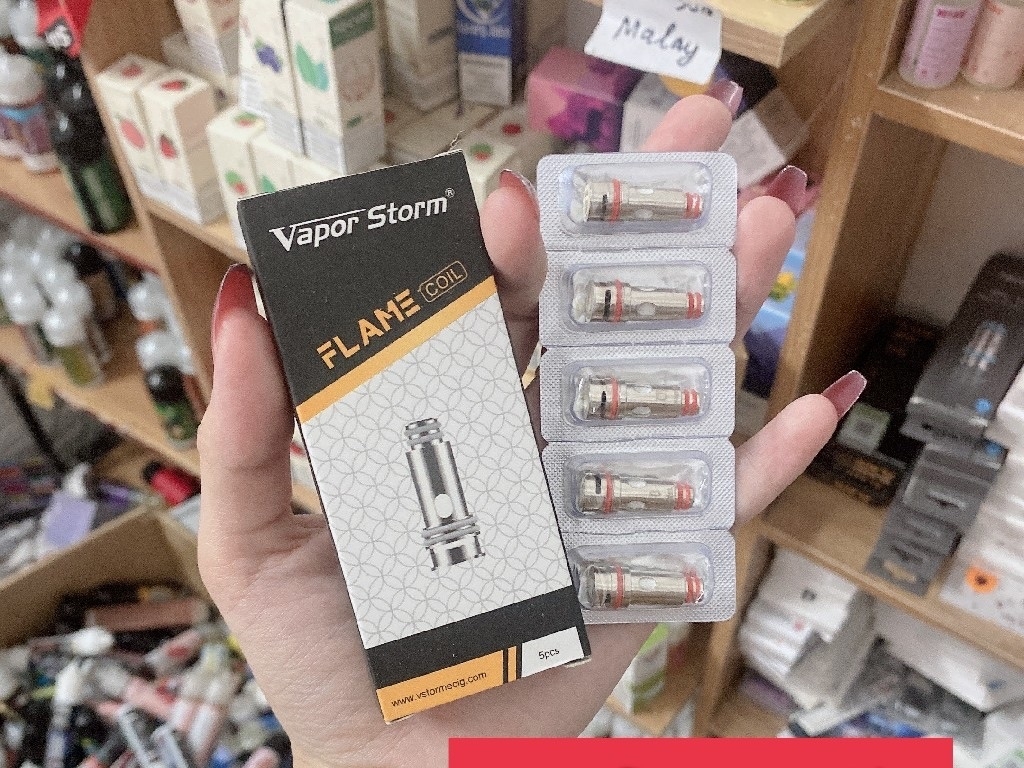 Malay
Vapor Storm®
FLAME COIL
5pcs
www.vstormecig.com